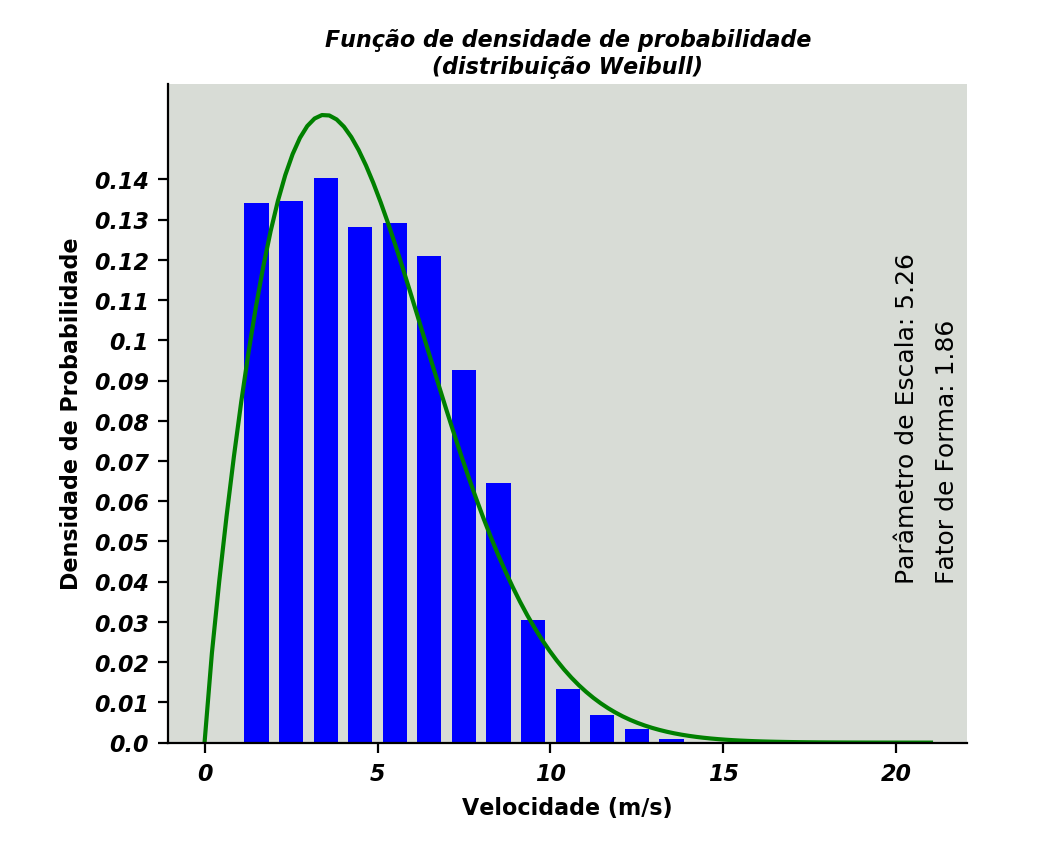 Função de densidade de probabilidade
(distribuição Weibull)
Densidade de Probabilidade
0.14
0.13
0.12
0.11
0.1
0.09
0.08
0.07
0.06
0.05
0.04
0.03
0.02
0.01
0.0
Parâmetro de Escala: 5.26
Fator de Forma: 1.86
0 5 10 15 20
Velocidade (m/s)